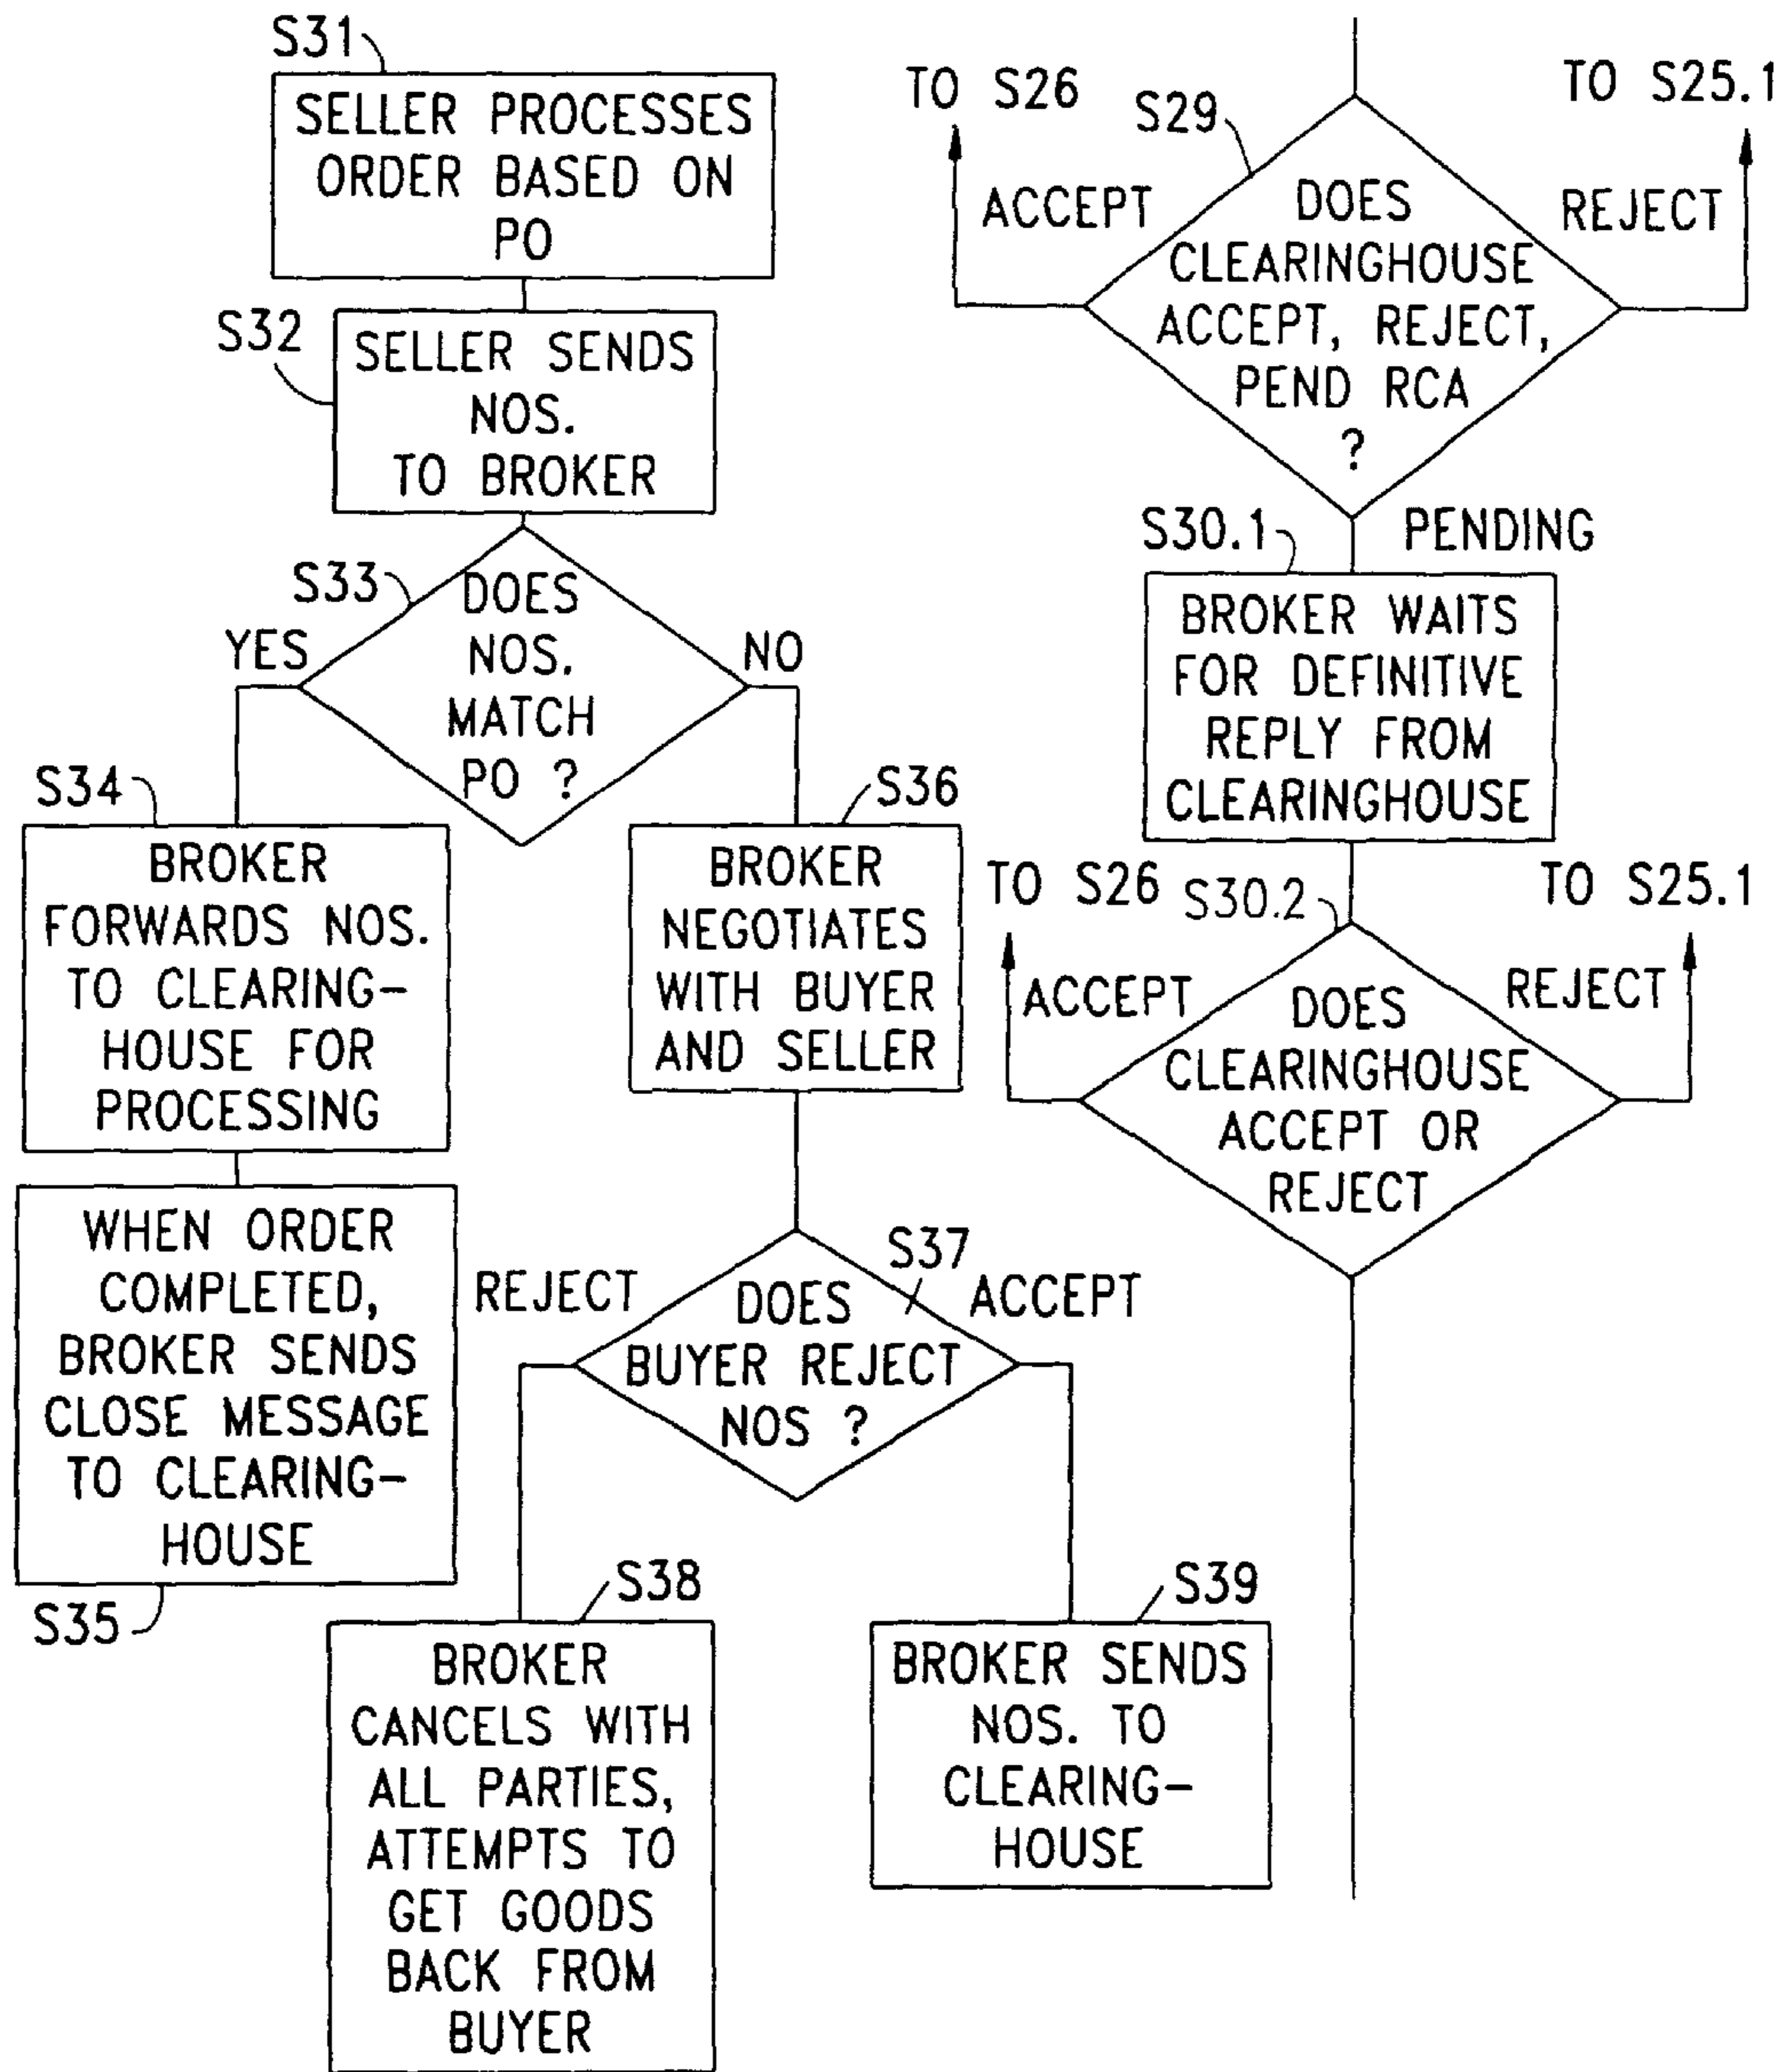 S31
SELLER PROCESSES
ORDER BASED ON
PO
S32
SELLER SENDS
NOS.
TO BROKER
S33
DOES
NOS.
MATCH
PO ?
YES
NO
S34
BROKER
FORWARDS NOS.
TO CLEARING-
HOUSE FOR
PROCESSING
WHEN ORDER
COMPLETED,
BROKER SENDS
CLOSE MESSAGE
TO CLEARING-
HOUSE
S35
S36
BROKER
NEGOTIATES
WITH BUYER
AND SELLER
S37
DOES
BUYER REJECT
NOS ?
REJECT
ACCEPT
S38
BROKER
CANCELS WITH
ALL PARTIES,
ATTEMPTS TO
GET GOODS
BACK FROM
BUYER
S39
BROKER SENDS
NOS. TO
CLEARING-
HOUSE
TO S26
S29
TO S25.1
ACCEPT
REJECT
DOES
CLEARINGHOUSE
ACCEPT, REJECT,
PEND RCA
?
S30.1
PENDING
BROKER WAITS
FOR DEFINITIVE
REPLY FROM
CLEARINGHOUSE
TO S26
S30.2
TO S25.1
ACCEPT
REJECT
DOES
CLEARINGHOUSE
ACCEPT OR
REJECT